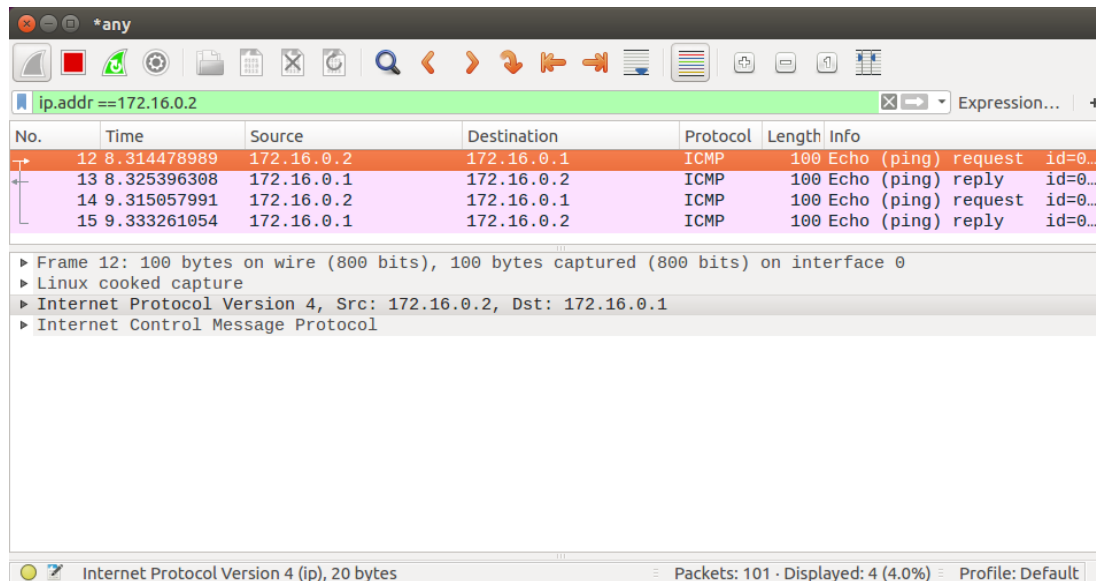 *any
ip.addr ==172.16.0.2 Expression… +
No. Time Source Destination Protocol Length Info
12 8.314478989 172.16.0.2 172.16.0.1 ICMP 100 Echo (ping) request id=0…
13 8.325396308 172.16.0.1 172.16.0.2 ICMP 100 Echo (ping) reply id=0…
14 9.315057991 172.16.0.2 172.16.0.1 ICMP 100 Echo (ping) request id=0…
15 9.333261054 172.16.0.1 172.16.0.2 ICMP 100 Echo (ping) reply id=0…
Frame 12: 100 bytes on wire (800 bits), 100 bytes captured (800 bits) on interface 0
Linux cooked capture
Internet Protocol Version 4, Src: 172.16.0.2, Dst: 172.16.0.1
Internet Control Message Protocol
Internet Protocol Version 4 (ip), 20 bytes Packets: 101 · Displayed: 4 (4.0%) Profile: Default